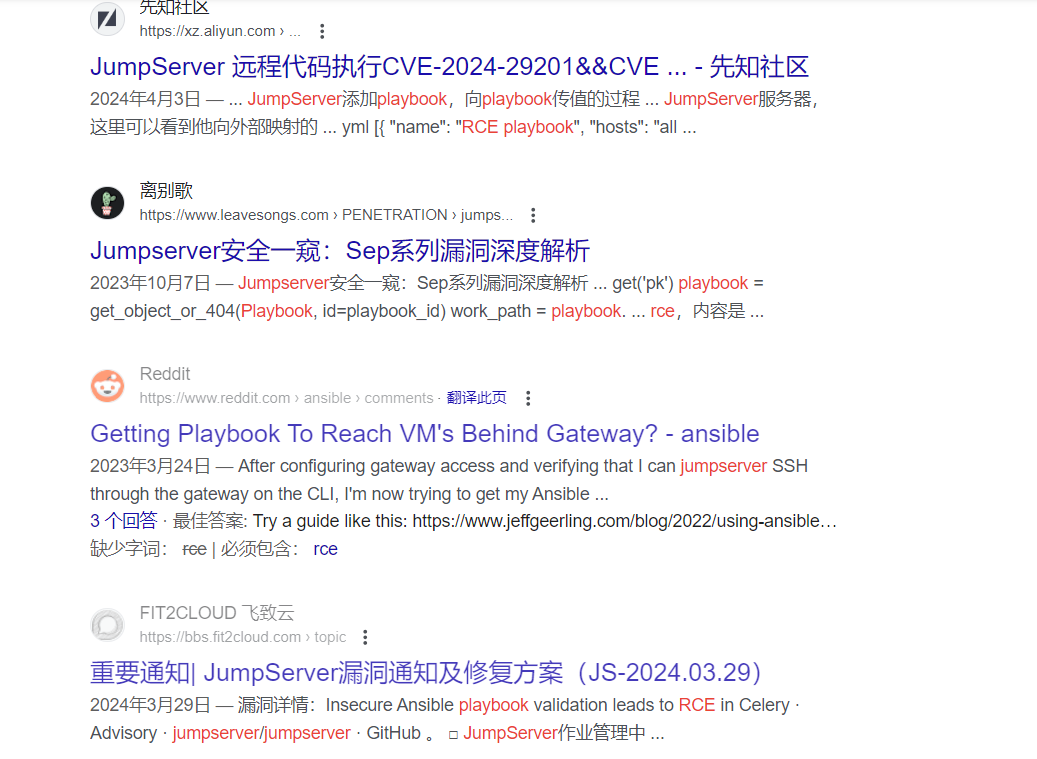 先知社区
https://xz.aliyun.com › ...
JumpServer 远程代码执行CVE-2024-29201&&CVE ... - 先知社区
2024年4月3日 — ... JumpServer添加playbook，向playbook传值的过程 ... JumpServer服务器，
这里可以看到他向外部映射的 ... yml [{ "name": "RCE playbook", "hosts": "all ...
离别歌
https://www.leavesongs.com › PENETRATION › jumps...
Jumpserver安全一窥：Sep系列漏洞深度解析
2023年10月7日 — Jumpserver安全一窥：Sep系列漏洞深度解析 ... get('pk') playbook =
get_object_or_404(Playbook, id=playbook_id) work_path = playbook. ... rce，内容是 ...
Reddit
https://www.reddit.com › ansible › comments · 翻译此页
Getting Playbook To Reach VM's Behind Gateway? - ansible
2023年3月24日 — After configuring gateway access and verifying that I can jumpserver SSH
through the gateway on the CLI, I'm now trying to get my Ansible ...
3 个回答 · 最佳答案: Try a guide like this: https://www.jeffgeerling.com/blog/2022/using-ansible…
缺少字词： rce | 必须包含： rce
FIT2CLOUD 飞致云
https://bbs.fit2cloud.com › topic
重要通知| JumpServer漏洞通知及修复方案（JS-2024.03.29）
2024年3月29日 — 漏洞详情：Insecure Ansible playbook validation leads to RCE in Celery ·
Advisory · jumpserver/jumpserver · GitHub 。 □ JumpServer作业管理中 ...